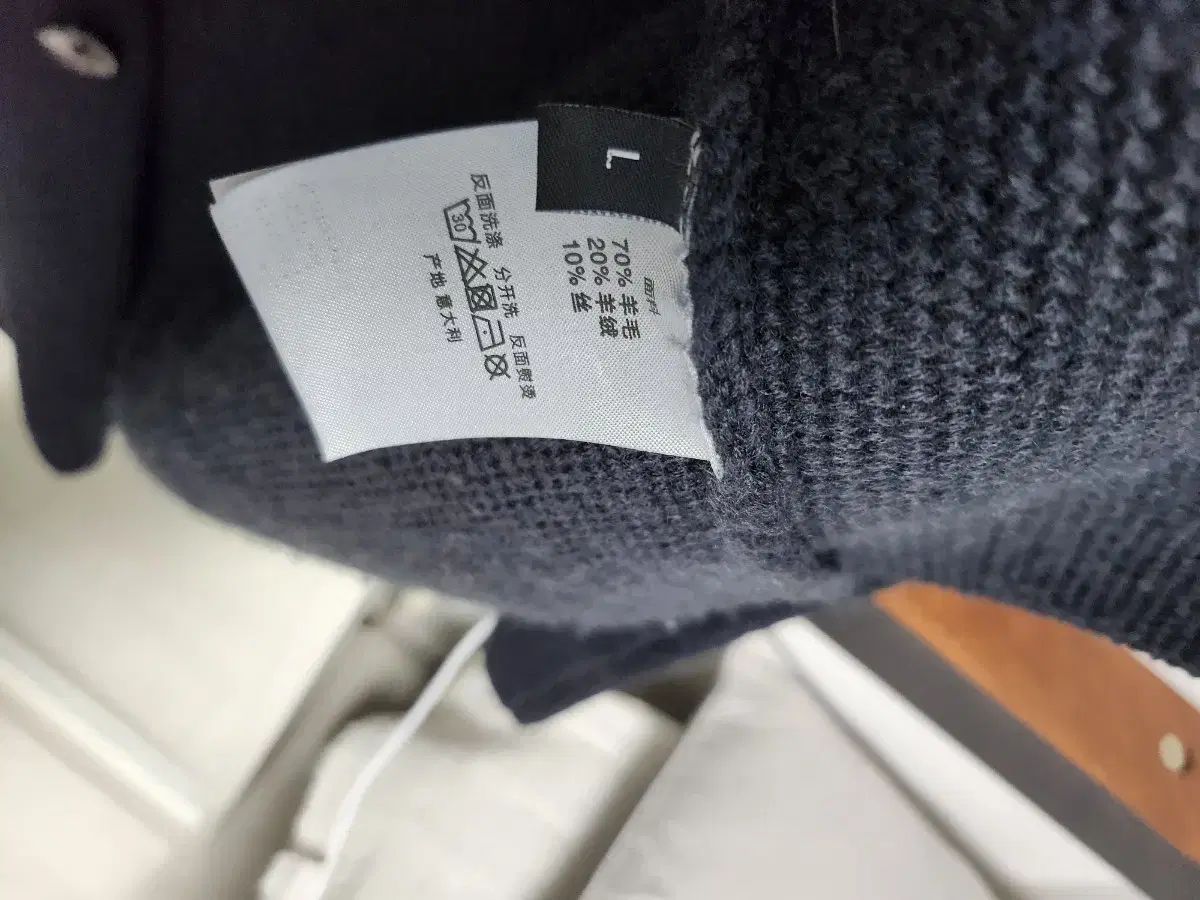 L
面料
70% 羊毛
20% 羊绒
10% 丝
反面洗涤 分开洗 反面熨烫
30
产地 意大利